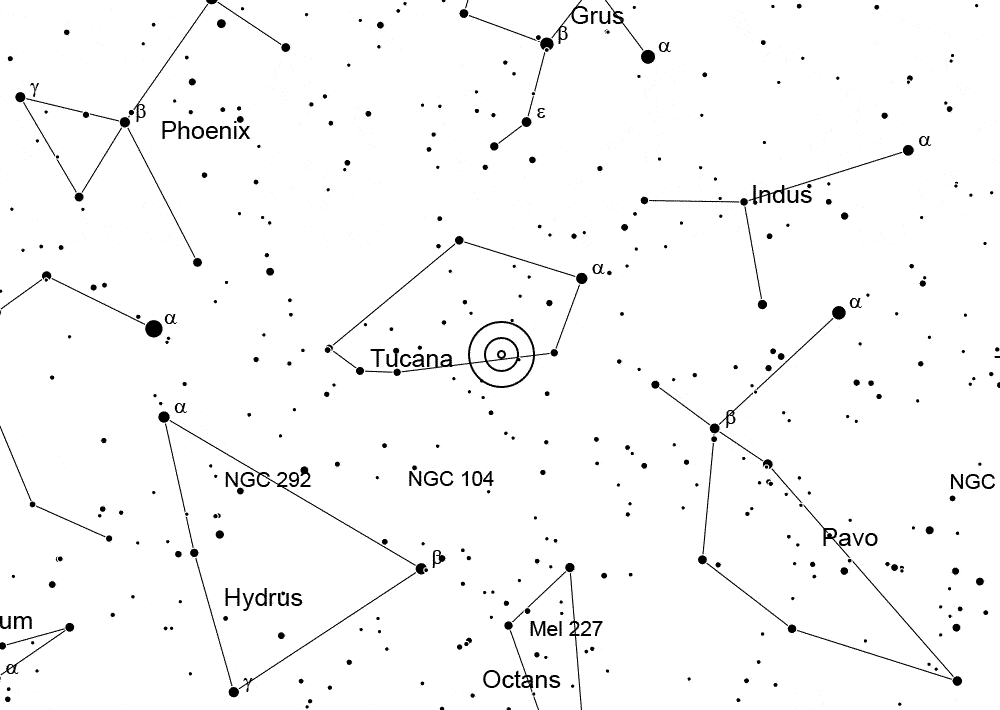 Grus
β
α
γ
β
Phoenix
ε
α
Indus
α
α
α
Tucana
α
β
NGC 292
NGC 104
NGC
Pavo
β
Hydrus
um
Mel 227
α
γ
Octans